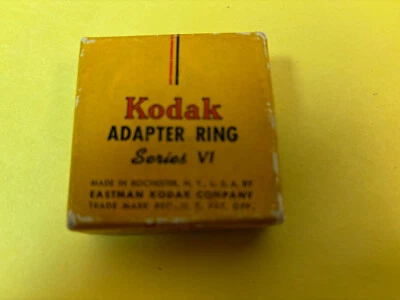 Kodak
ADAPTER RING
Series VI
MADE IN ROCHESTER, N. Y., U. S. A. BY
EASTMAN KODAK COMPANY
TRADE MARK REG. U. S. PAT. OFF.